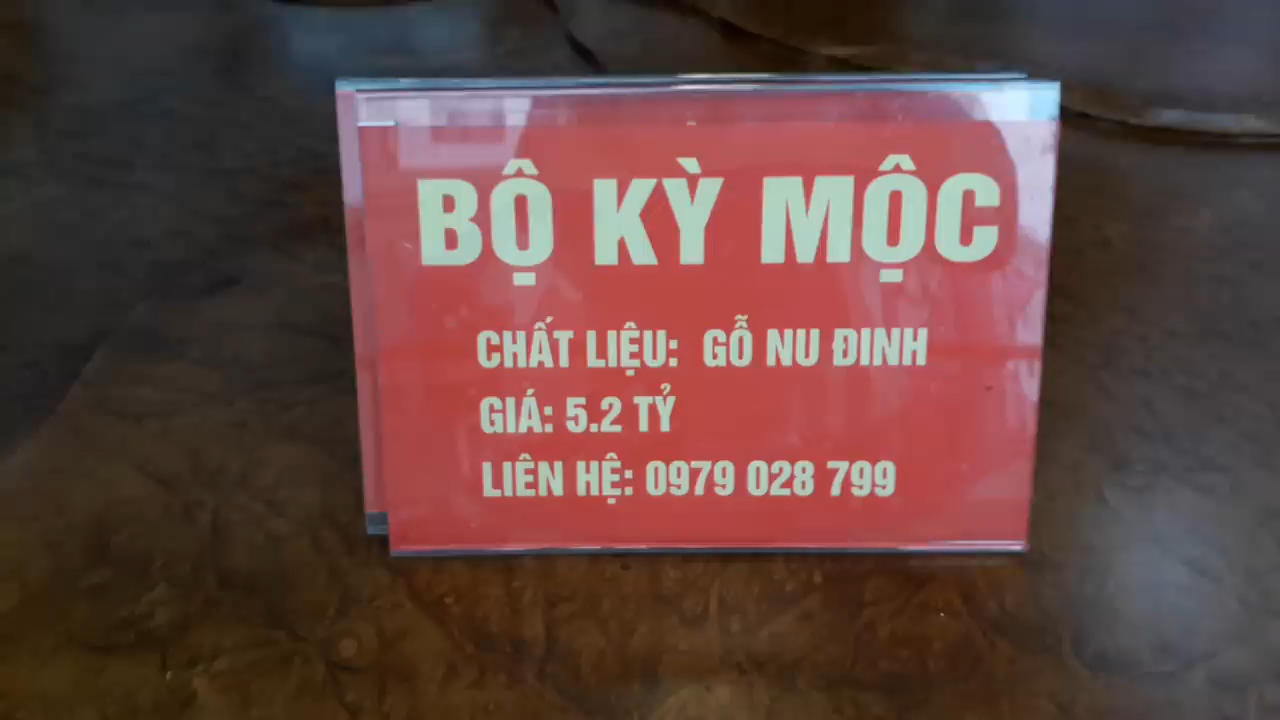 BỘ KỲ MỘC
CHẤT LIỆU: GỖ NU ĐINH
GIÁ: 5.2 TỶ
LIÊN HỆ: 0979 028 799